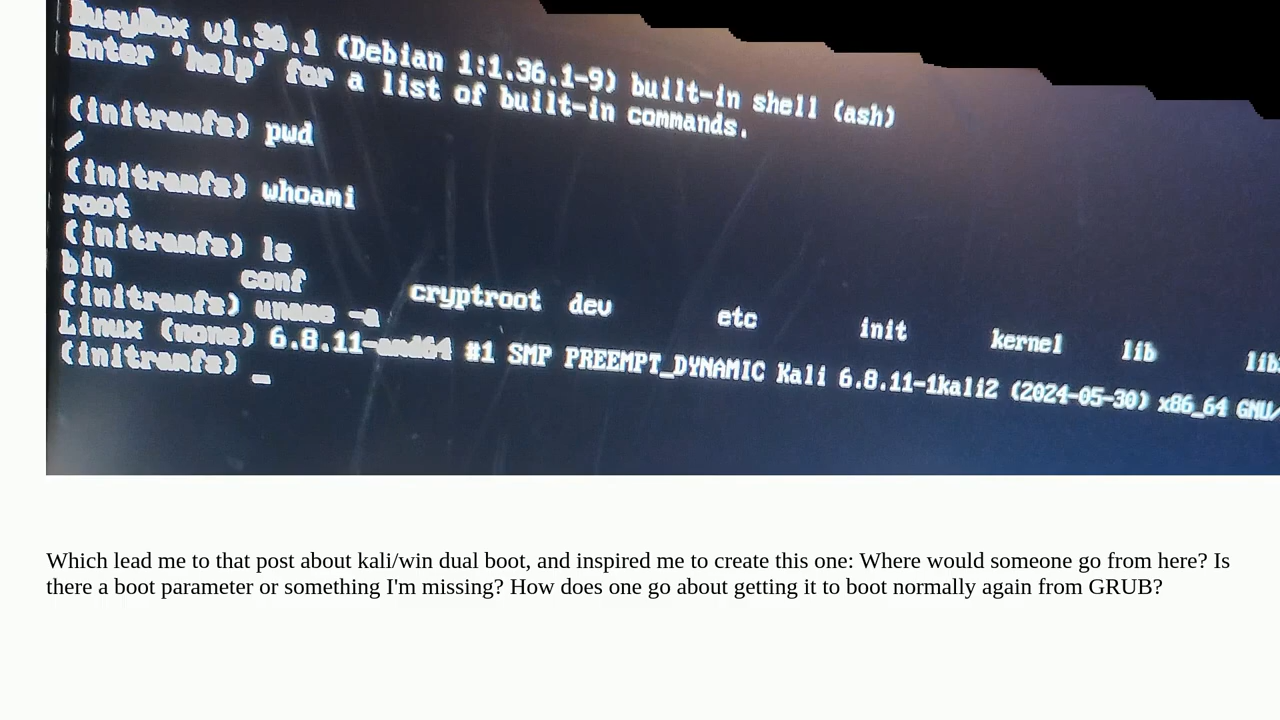 BusyBox v1.36.1 (Debian 1:1.36.1-9) built-in shell (ash)
Enter 'help' for a list of built-in commands.
(initramfs) pwd
/
(initramfs) whoami
root
(initramfs) ls
bin conf cryptroot dev etc init kernel lib
(initramfs) uname -a
Linux (none) 6.8.11-amd64 #1 SMP PREEMPT_DYNAMIC Kali 6.8.11-1kali2 (2024-05-30) x86_64 GNU/
(initramfs) _
Which lead me to that post about kali/win dual boot, and inspired me to create this one: Where would someone go from here? Is
there a boot parameter or something I'm missing? How does one go about getting it to boot normally again from GRUB?